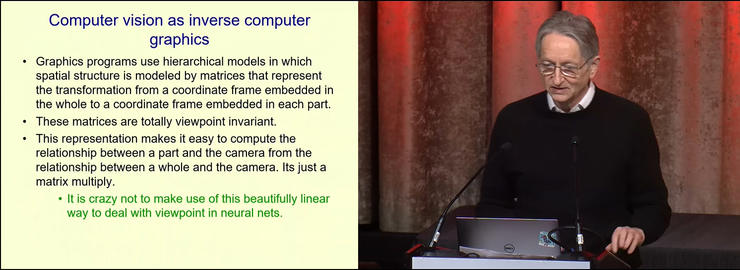 Computer vision as inverse computer
graphics
• Graphics programs use hierarchical models in which
spatial structure is modeled by matrices that represent
the transformation from a coordinate frame embedded in
the whole to a coordinate frame embedded in each part.
• These matrices are totally viewpoint invariant.
• This representation makes it easy to compute the
relationship between a part and the camera from the
relationship between a whole and the camera. Its just a
matrix multiply.
• It is crazy not to make use of this beautifully linear
way to deal with viewpoint in neural nets.
DELL